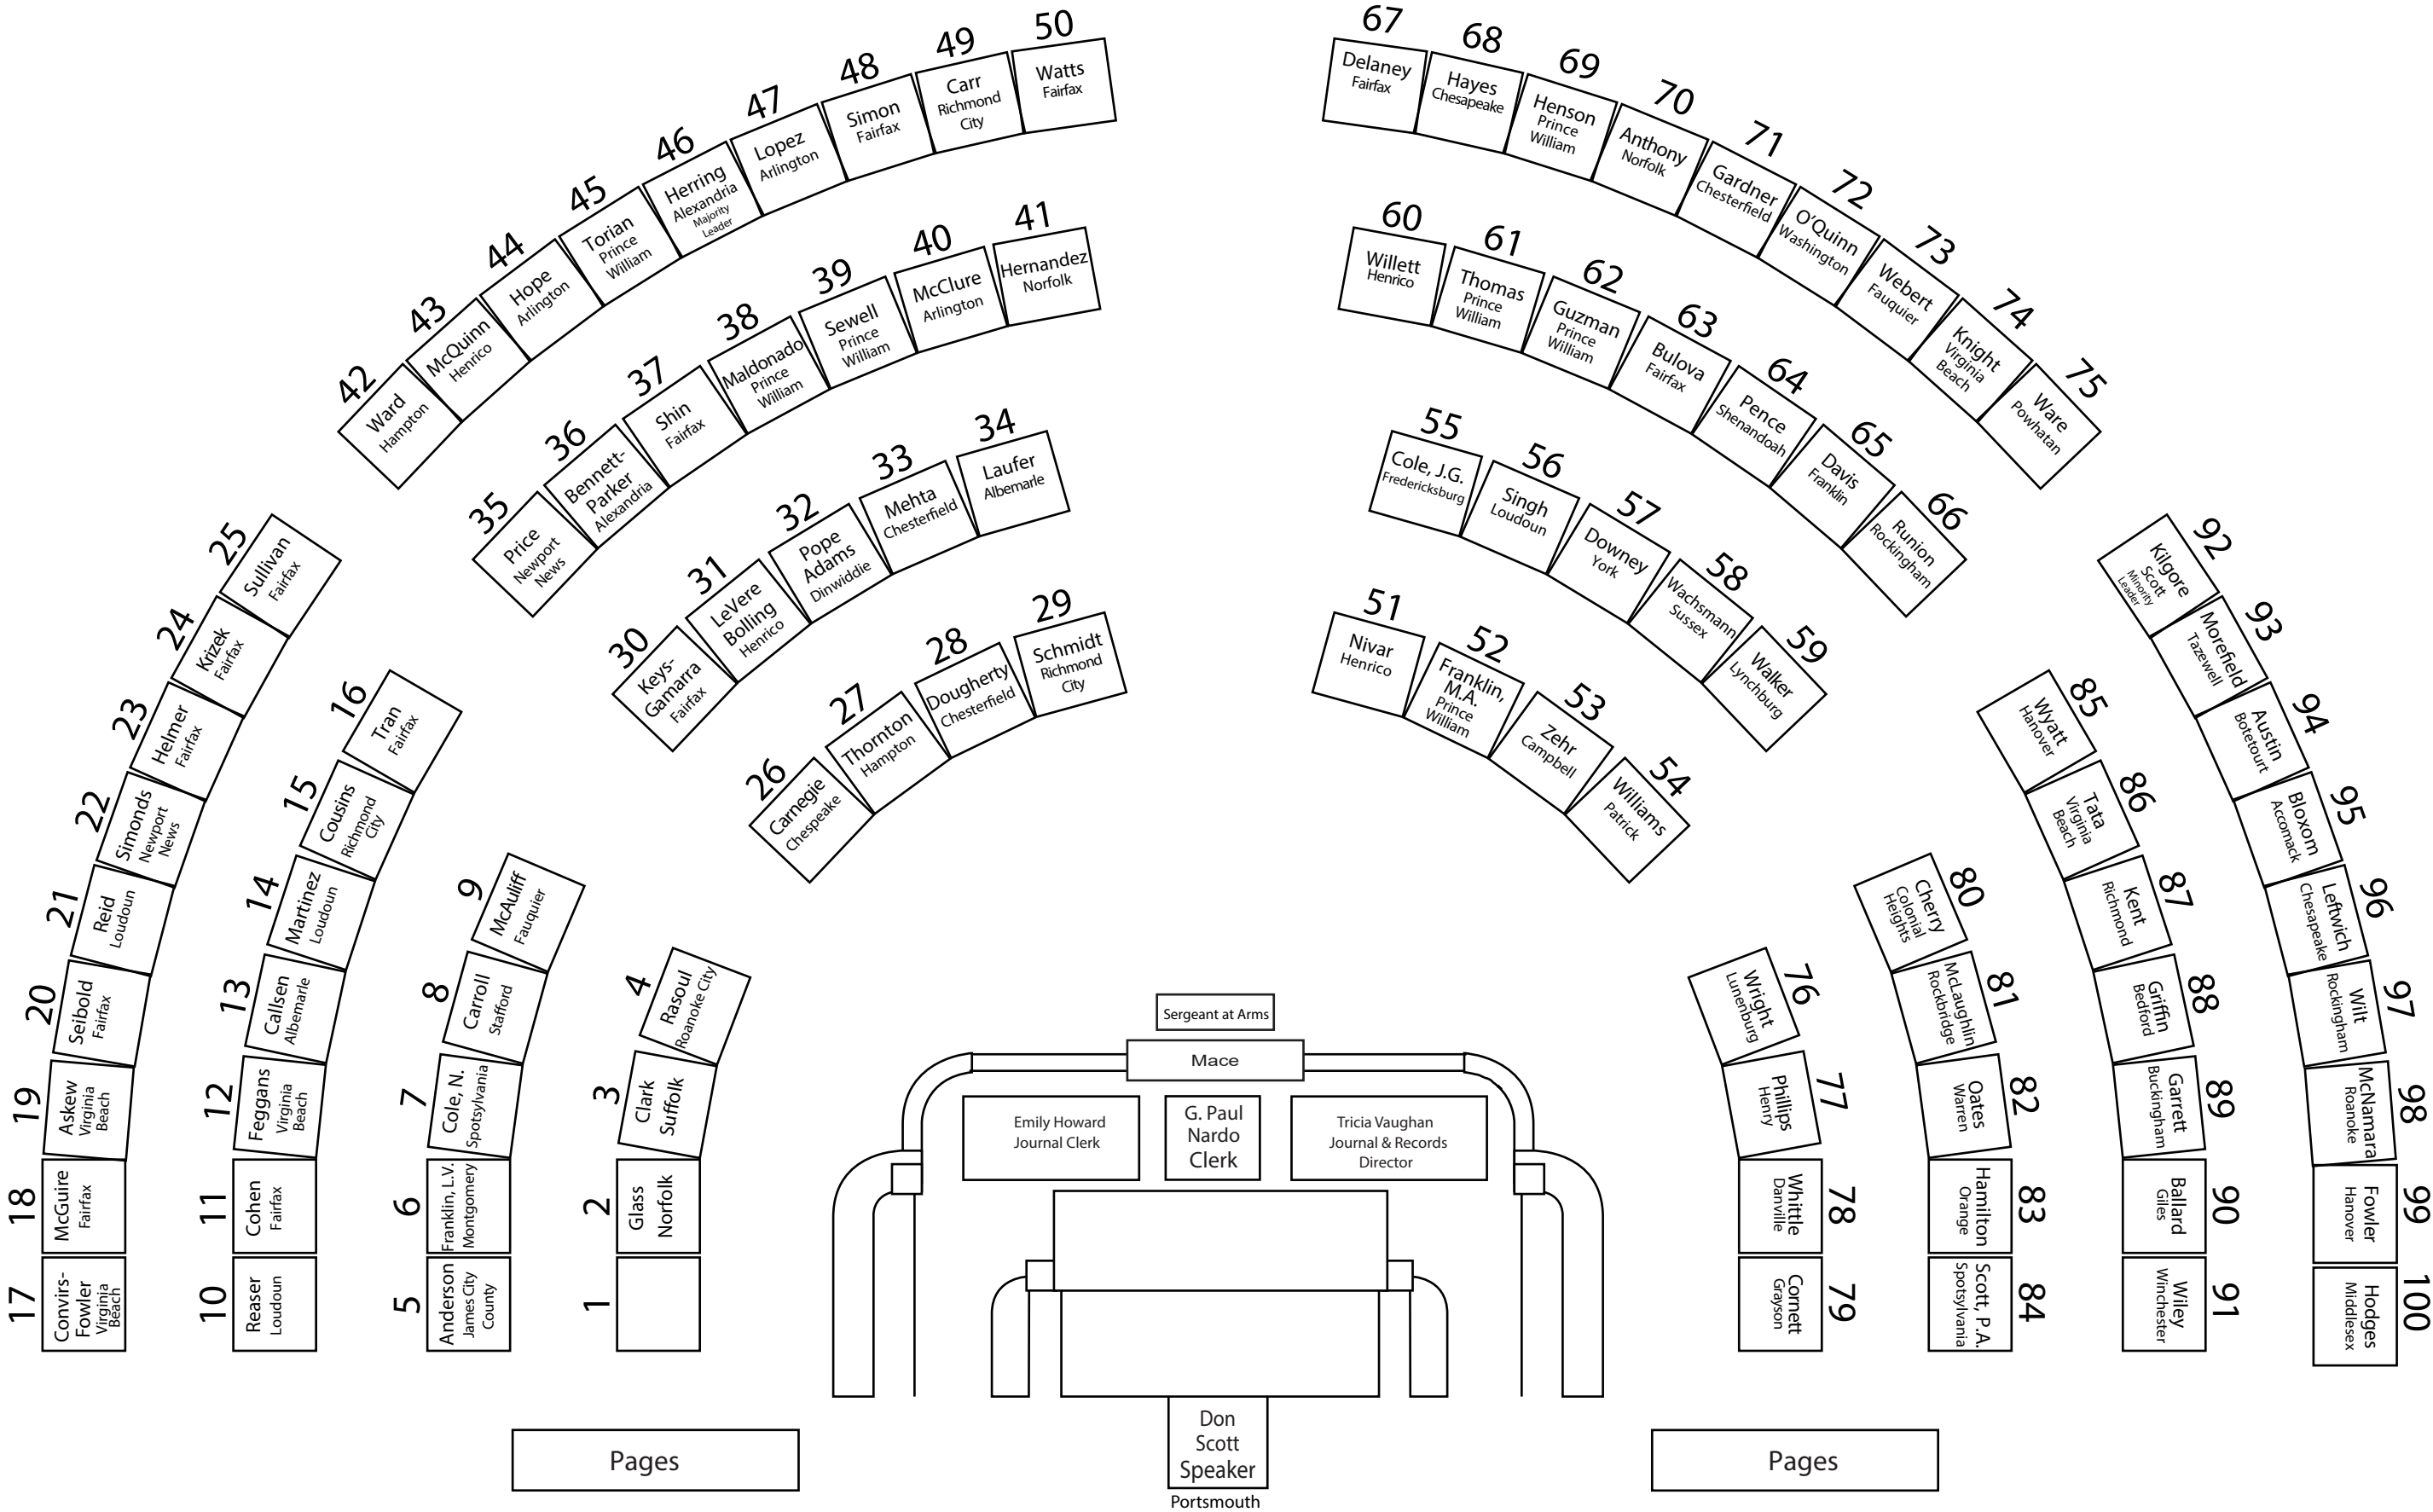 1
2
Glass
Norfolk
3
Clark
Suffolk
4
Rasoul
Roanoke City
5
Anderson
James City
County
6
Franklin, L.V.
Montgomery
7
Cole, N.
Spotsylvania
8
Carroll
Stafford
9
McAuliff
Fauquier
10
Reaser
Loudoun
11
Cohen
Fairfax
12
Feggans
Virginia
Beach
13
Callsen
Albemarle
14
Martinez
Loudoun
15
Cousins
Richmond
City
16
Tran
Fairfax
17
Convirs-
Fowler
Virginia
Beach
18
McGuire
Fairfax
19
Askew
Virginia
Beach
20
Seibold
Fairfax
21
Reid
Loudoun
22
Simonds
Newport
News
23
Helmer
Fairfax
24
Krizek
Fairfax
25
Sullivan
Fairfax
26
Carnegie
Chespeake
27
Thornton
Hampton
28
Dougherty
Chesterfield
29
Schmidt
Richmond
City
30
Keys-
Gamarra
Fairfax
31
LeVere
Bolling
Henrico
32
Pope
Adams
Dinwiddie
33
Mehta
Chesterfield
34
Laufer
Albemarle
35
Price
Newport
News
36
Bennett-
Parker
Alexandria
37
Shin
Fairfax
38
Maldonado
Prince
William
39
Sewell
Prince
William
40
McClure
Arlington
41
Hernandez
Norfolk
42
Ward
Hampton
43
McQuinn
Henrico
44
Hope
Arlington
45
Torian
Prince
William
46
Herring
Alexandria
Majority
Leader
47
Lopez
Arlington
48
Simon
Fairfax
49
Carr
Richmond
City
50
Watts
Fairfax
51
Nivar
Henrico
52
Franklin,
M.A.
Prince
William
53
Zehr
Campbell
54
Williams
Patrick
55
Cole, J.G.
Fredericksburg
56
Singh
Loudoun
57
Downey
York
58
Wachsmann
Sussex
59
Walker
Lynchburg
60
Willett
Henrico
61
Thomas
Prince
William
62
Guzman
Prince
William
63
Bulova
Fairfax
64
Pence
Shenandoah
65
Davis
Franklin
66
Runion
Rockingham
67
Delaney
Fairfax
68
Hayes
Chesapeake
69
Henson
Prince
William
70
Anthony
Norfolk
71
Gardner
Chesterfield
72
O'Quinn
Washington
73
Webert
Fauquier
74
Knight
Virginia
Beach
75
Ware
Powhatan
76
Wright
Lunenburg
77
Phillips
Henry
78
Whittle
Danville
79
Cornett
Grayson
80
Cherry
Colonial
Heights
81
McLaughlin
Rockbridge
82
Oates
Warren
83
Hamilton
Orange
84
Scott, P.A.
Spotsylvania
85
Wyatt
Hanover
86
Tata
Virginia
Beach
87
Kent
Richmond
88
Griffin
Bedford
89
Garrett
Buckingham
90
Ballard
Giles
91
Wiley
Winchester
92
Kilgore
Scott
Minority
Leader
93
Morefield
Tazewell
94
Austin
Botetourt
95
Bloxom
Accomack
96
Leftwich
Chesapeake
97
Wilt
Rockingham
98
McNamara
Roanoke
99
Fowler
Hanover
100
Hodges
Middlesex
Sergeant at Arms
Mace
Emily Howard
Journal Clerk
G. Paul
Nardo
Clerk
Tricia Vaughan
Journal & Records
Director
Pages
Don
Scott
Speaker
Portsmouth
Pages